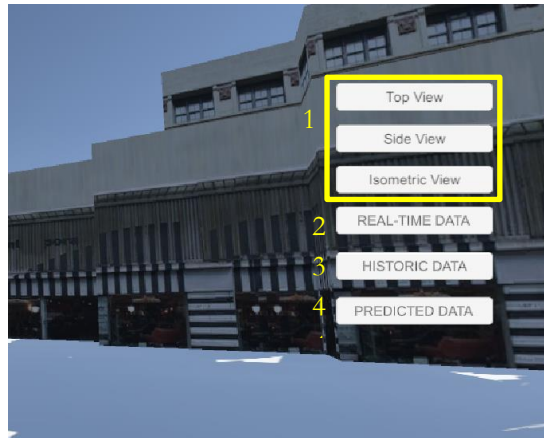 1
Top View
Side View
Isometric View
2 REAL-TIME DATA
3 HISTORIC DATA
4 PREDICTED DATA